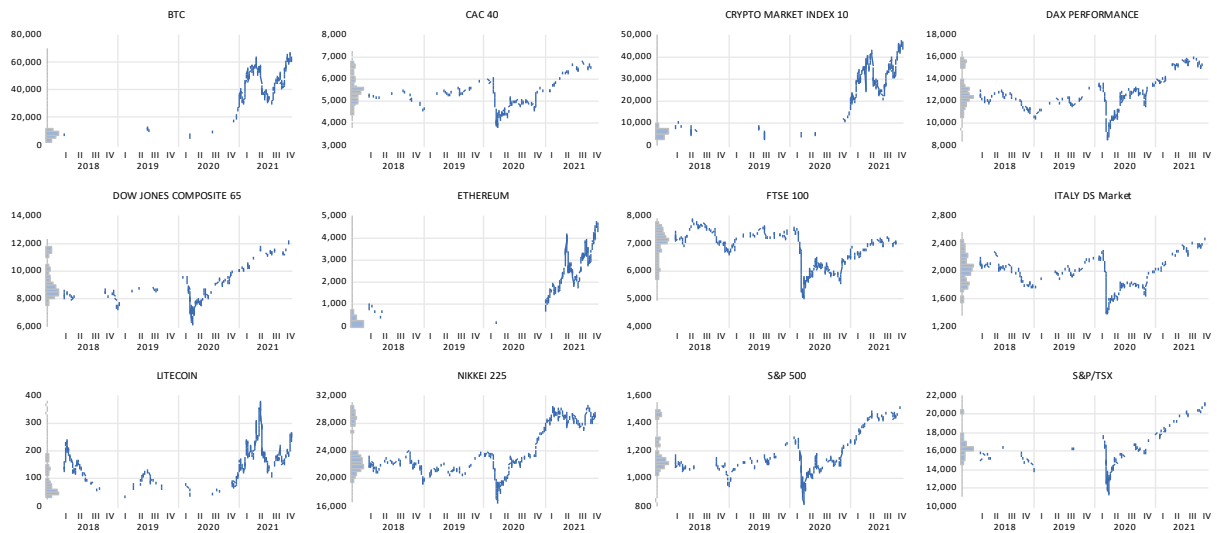 BTC
80,000
60,000
40,000
20,000
0
I II III IV I II III IV I II III IV I II III IV
2018 2019 2020 2021
CAC 40
8,000
7,000
6,000
5,000
4,000
3,000
I II III IV I II III IV I II III IV I II III IV
2018 2019 2020 2021
CRYPTO MARKET INDEX 10
50,000
40,000
30,000
20,000
10,000
0
I II III IV I II III IV I II III IV I II III IV
2018 2019 2020 2021
DAX PERFORMANCE
18,000
16,000
14,000
12,000
10,000
8,000
I II III IV I II III IV I II III IV I II III IV
2018 2019 2020 2021
DOW JONES COMPOSITE 65
14,000
12,000
10,000
8,000
6,000
I II III IV I II III IV I II III IV I II III IV
2018 2019 2020 2021
ETHEREUM
5,000
4,000
3,000
2,000
1,000
0
I II III IV I II III IV I II III IV I II III IV
2018 2019 2020 2021
FTSE 100
8,000
7,000
6,000
5,000
4,000
I II III IV I II III IV I II III IV I II III IV
2018 2019 2020 2021
ITALY DS Market
2,800
2,400
2,000
1,600
1,200
I II III IV I II III IV I II III IV I II III IV
2018 2019 2020 2021
LITECOIN
400
300
200
100
0
I II III IV I II III IV I II III IV I II III IV
2018 2019 2020 2021
NIKKEI 225
32,000
28,000
24,000
20,000
16,000
I II III IV I II III IV I II III IV I II III IV
2018 2019 2020 2021
S&P 500
1,600
1,400
1,200
1,000
800
I II III IV I II III IV I II III IV I II III IV
2018 2019 2020 2021
S&P/TSX
22,000
20,000
18,000
16,000
14,000
12,000
10,000
I II III IV I II III IV I II III IV I II III IV
2018 2019 2020 2021